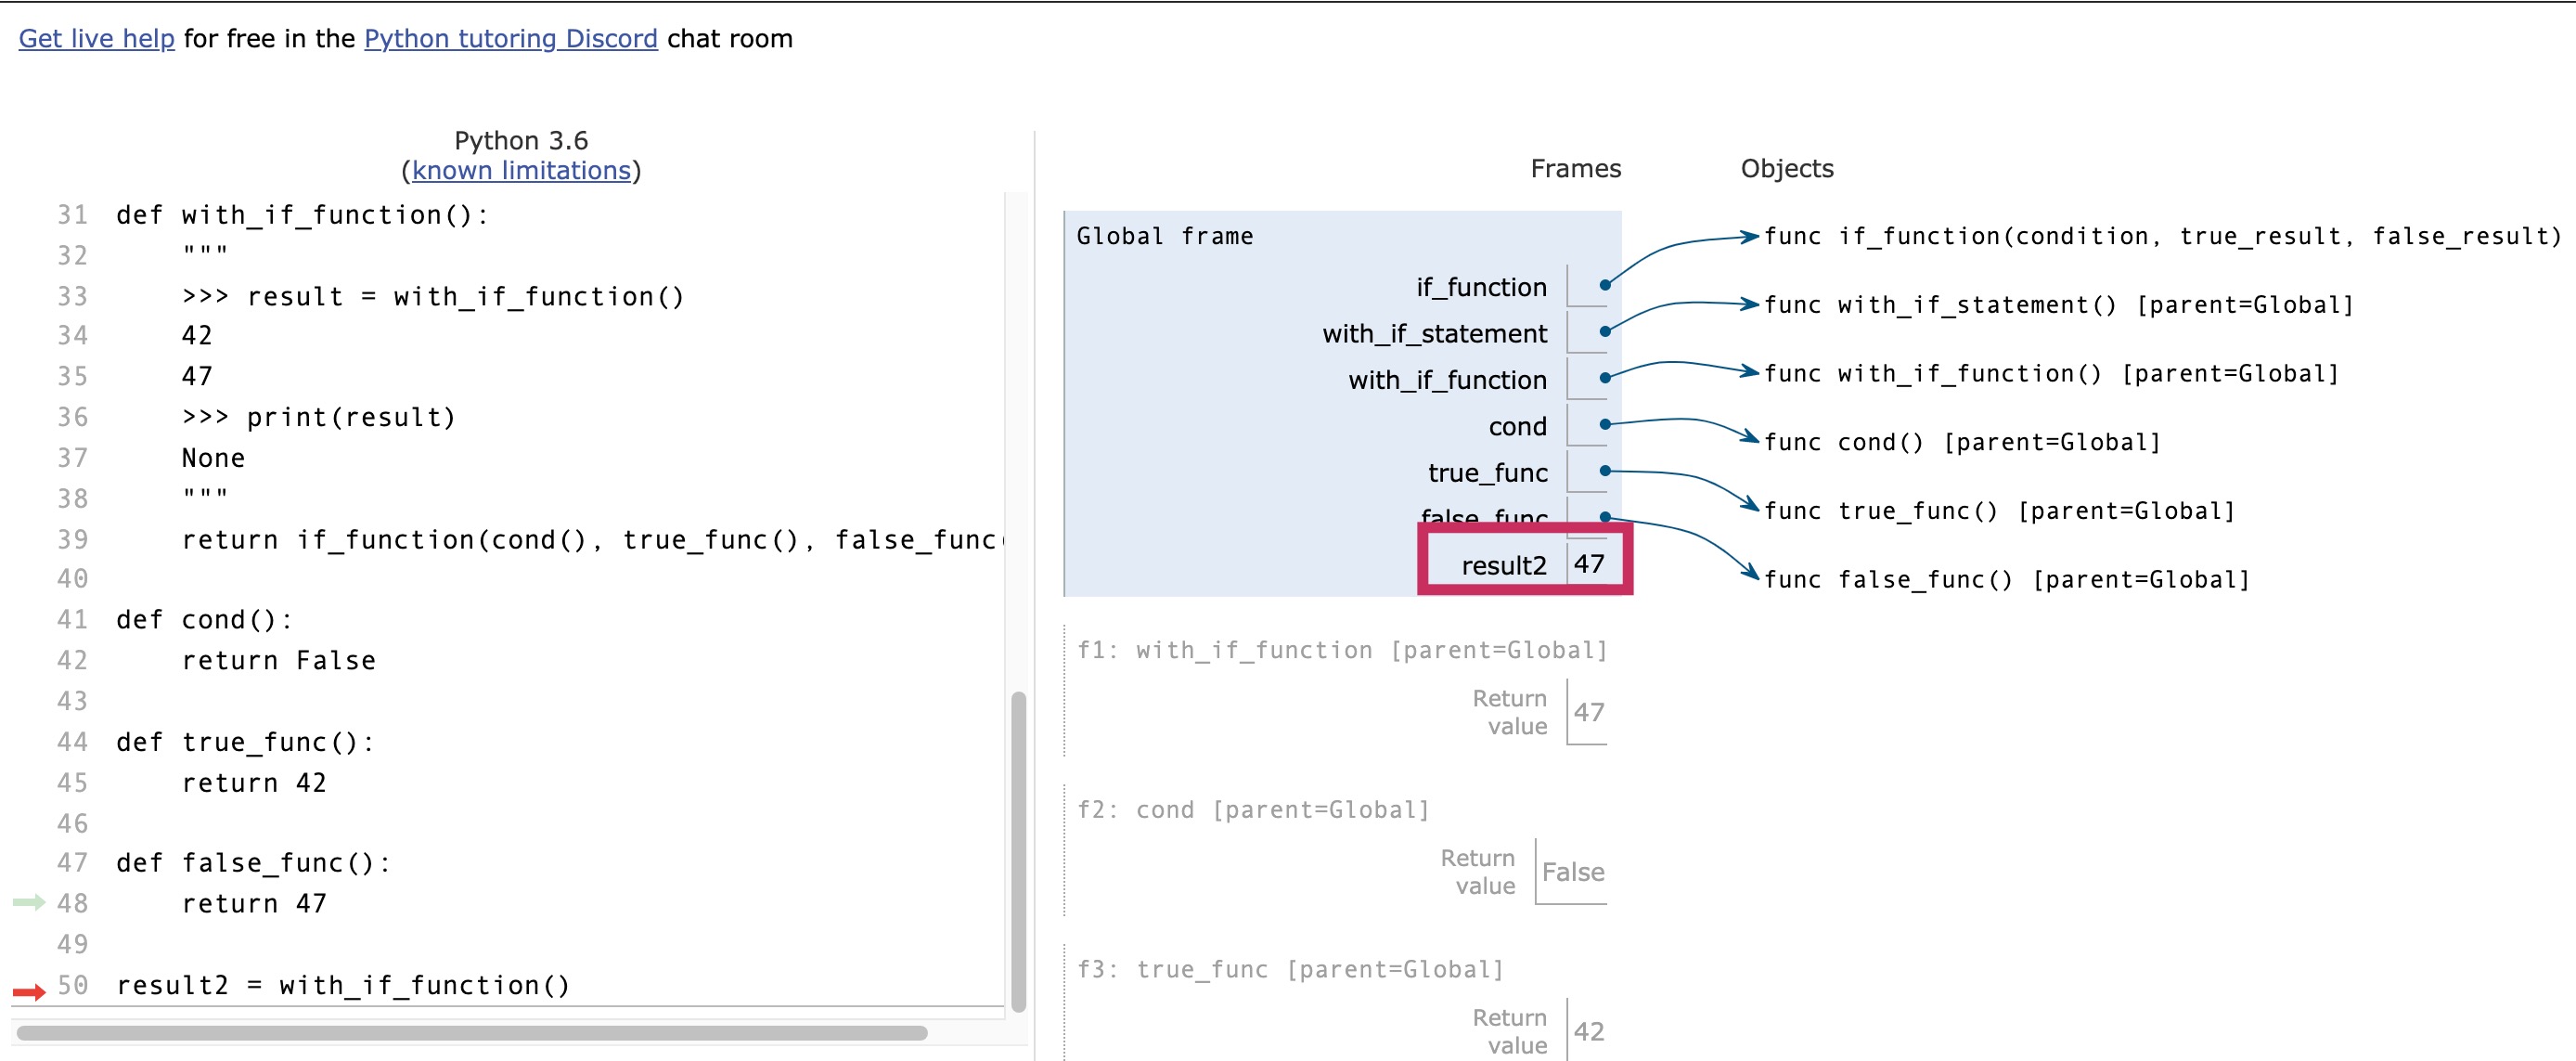 Get live help for free in the Python tutoring Discord chat room
Python 3.6
(known limitations)
31 def with_if_function():
32     """
33     >>> result = with_if_function()
34     42
35     47
36     >>> print(result)
37     None
38     """
39     return if_function(cond(), true_func(), false_func(
40
41 def cond():
42     return False
43
44 def true_func():
45     return 42
46
47 def false_func():
48     return 47
49
50 result2 = with_if_function()
Frames
Objects
Global frame
if_function
with_if_statement
with_if_function
cond
true_func
false_func
result2 47
func if_function(condition, true_result, false_result)
func with_if_statement() [parent=Global]
func with_if_function() [parent=Global]
func cond() [parent=Global]
func true_func() [parent=Global]
func false_func() [parent=Global]
f1: with_if_function [parent=Global]
Return
value 47
f2: cond [parent=Global]
Return
value False
f3: true_func [parent=Global]
Return
value 42